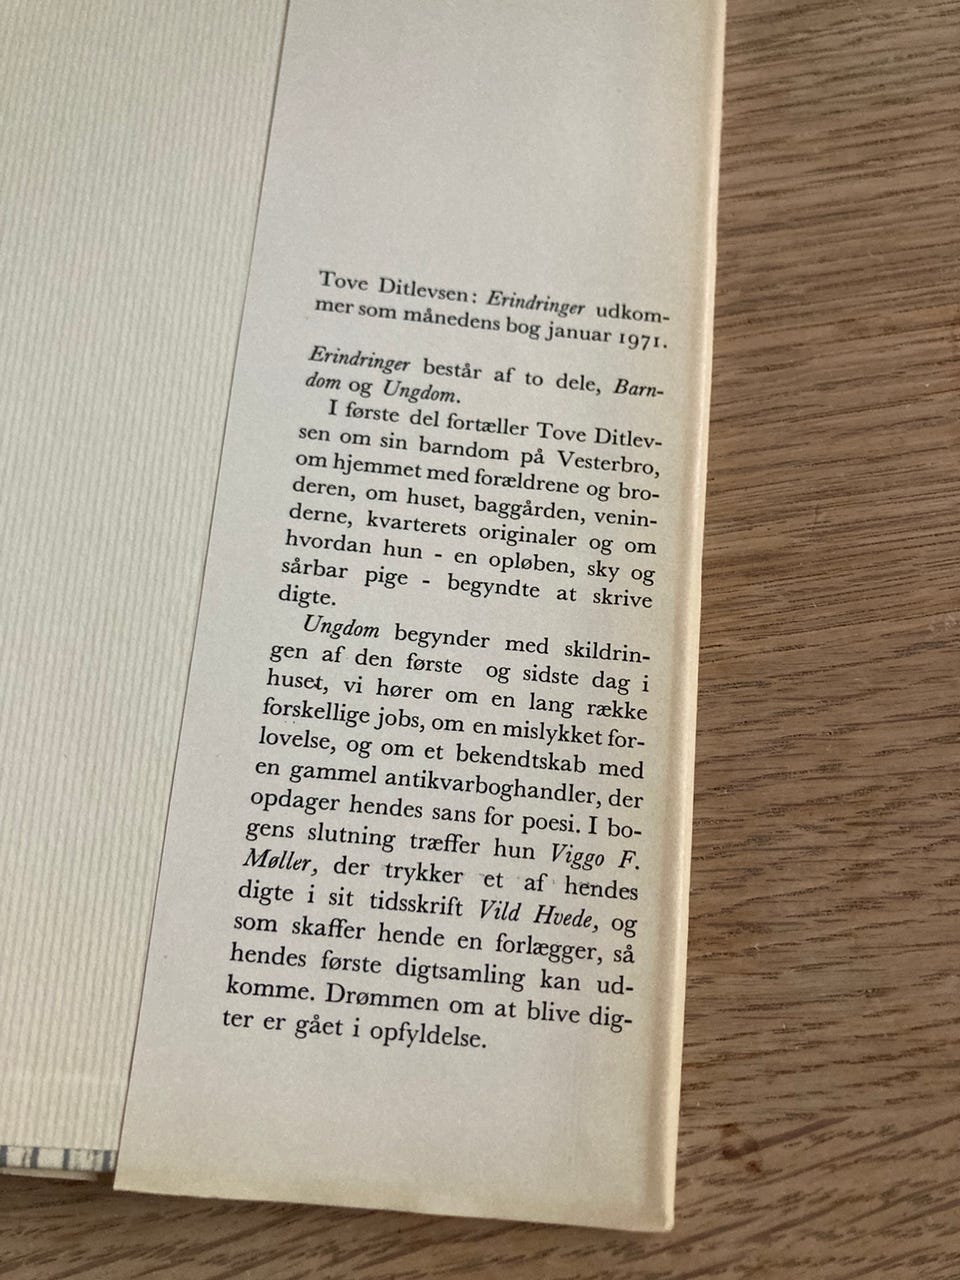 Tove Ditlevsen: Erindringer udkom-
mer som månedens bog januar 1971.
Erindringer består af to dele, Barn-
dom og Ungdom.
I første del fortæller Tove Ditlev-
sen om sin barndom på Vesterbro,
om hjemmet med forældrene og bro-
deren, om huset, baggården, venin-
derne, kvarterets originaler og om
hvordan hun - en opløben, sky og
sårbar pige - begyndte at skrive
digte.
Ungdom begynder med skildrin-
gen af den første og sidste dag i
huset, vi hører om en lang række
forskellige jobs, om en mislykket for-
lovelse, og om et bekendtskab med
en gammel antikvarboghandler, der
opdager hendes sans for poesi. I bo-
gens slutning træffer hun Viggo F.
Møller, der trykker et af hendes
digte i sit tidsskrift Vild Hvede, og
som skaffer hende en forlægger, så
hendes første digtsamling kan ud-
komme. Drømmen om at blive dig-
ter er gået i opfyldelse.